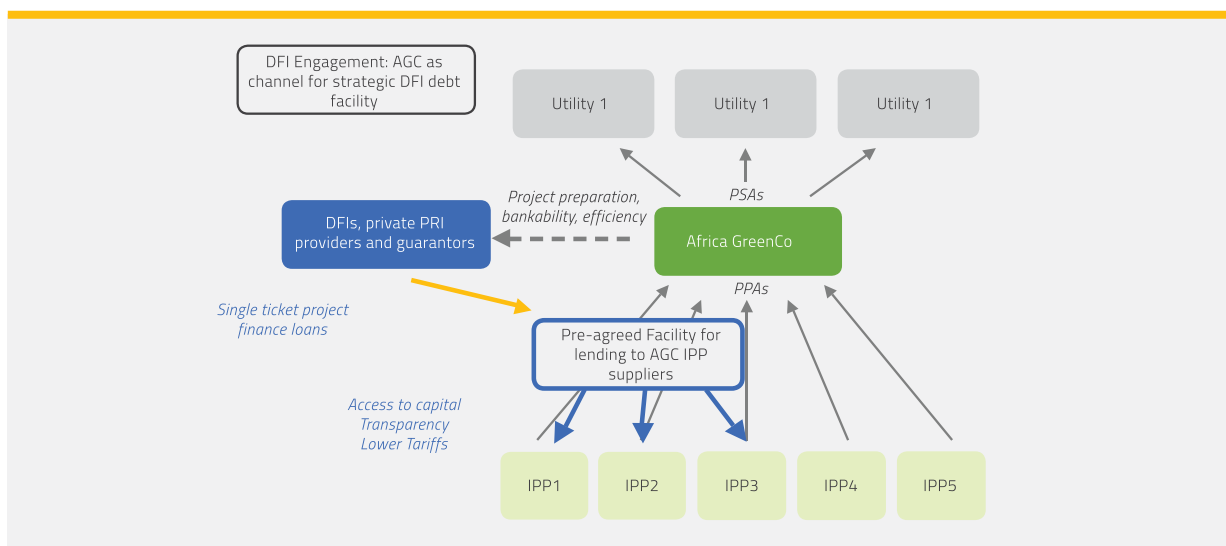 DFI Engagement: AGC as
channel for strategic DFI debt
facility
Utility 1
Utility 1
Utility 1
Project preparation,
bankability, efficiency
PSAs
DFIs, private PRI
providers and guarantors
Africa GreenCo
PPAs
Single ticket project
finance loans
Pre-agreed Facility for
lending to AGC IPP
suppliers
Access to capital
Transparency
Lower Tariffs
IPP1
IPP2
IPP3
IPP4
IPP5